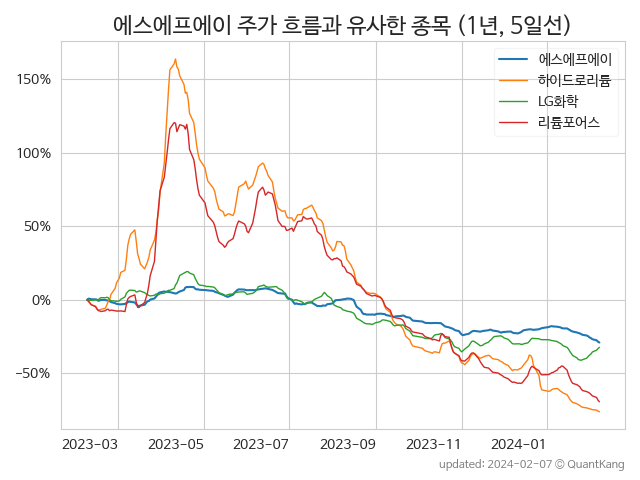 에스에프에이 주가 흐름과 유사한 종목 (1년, 5일선)
에스에프에이
하이드로리튬
LG화학
리튬포어스
150%
100%
50%
0%
−50%
2023-03 2023-05 2023-07 2023-09 2023-11 2024-01
updated: 2024-02-07 © QuantKang